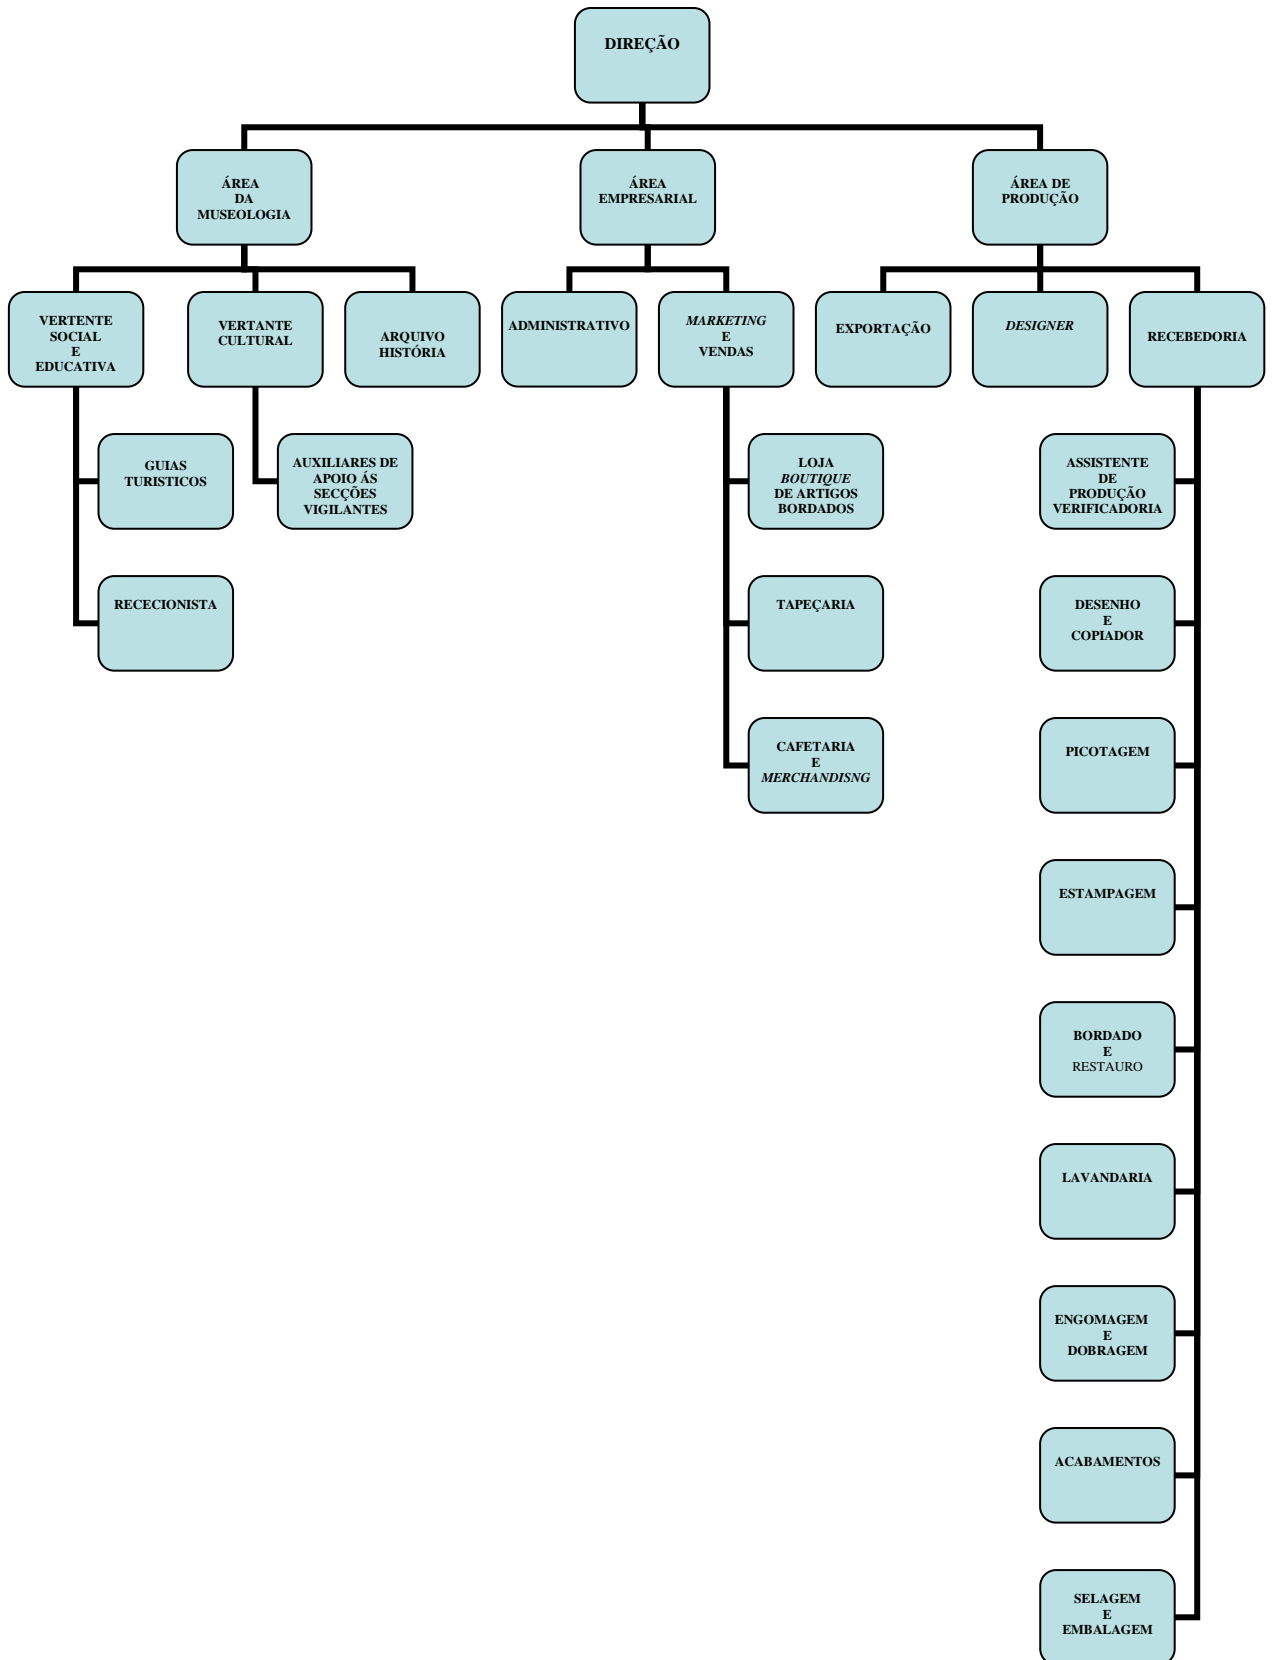 DIREÇÃO
ÁREA
DA
MUSEOLOGIA
ÁREA
EMPRESARIAL
ÁREA DE
PRODUÇÃO
VERTENTE
SOCIAL
E
EDUCATIVA
VERTANTE
CULTURAL
ARQUIVO
HISTÓRIA
ADMINISTRATIVO
MARKETING
E
VENDAS
EXPORTAÇÃO
DESIGNER
RECEBEDORIA
GUIAS
TURISTICOS
AUXILIARES DE
APOIO ÁS
SECÇÕES
VIGILANTES
LOJA
BOUTIQUE
DE ARTIGOS
BORDADOS
ASSISTENTE
DE
PRODUÇÃO
VERIFICADORIA
RECECIONISTA
TAPEÇARIA
DESENHO
E
COPIADOR
CAFETARIA
E
MERCHANDISNG
PICOTAGEM
ESTAMPAGEM
BORDADO
E
RESTAURO
LAVANDARIA
ENGOMAGEM
E
DOBRAGEM
ACABAMENTOS
SELAGEM
E
EMBALAGEM